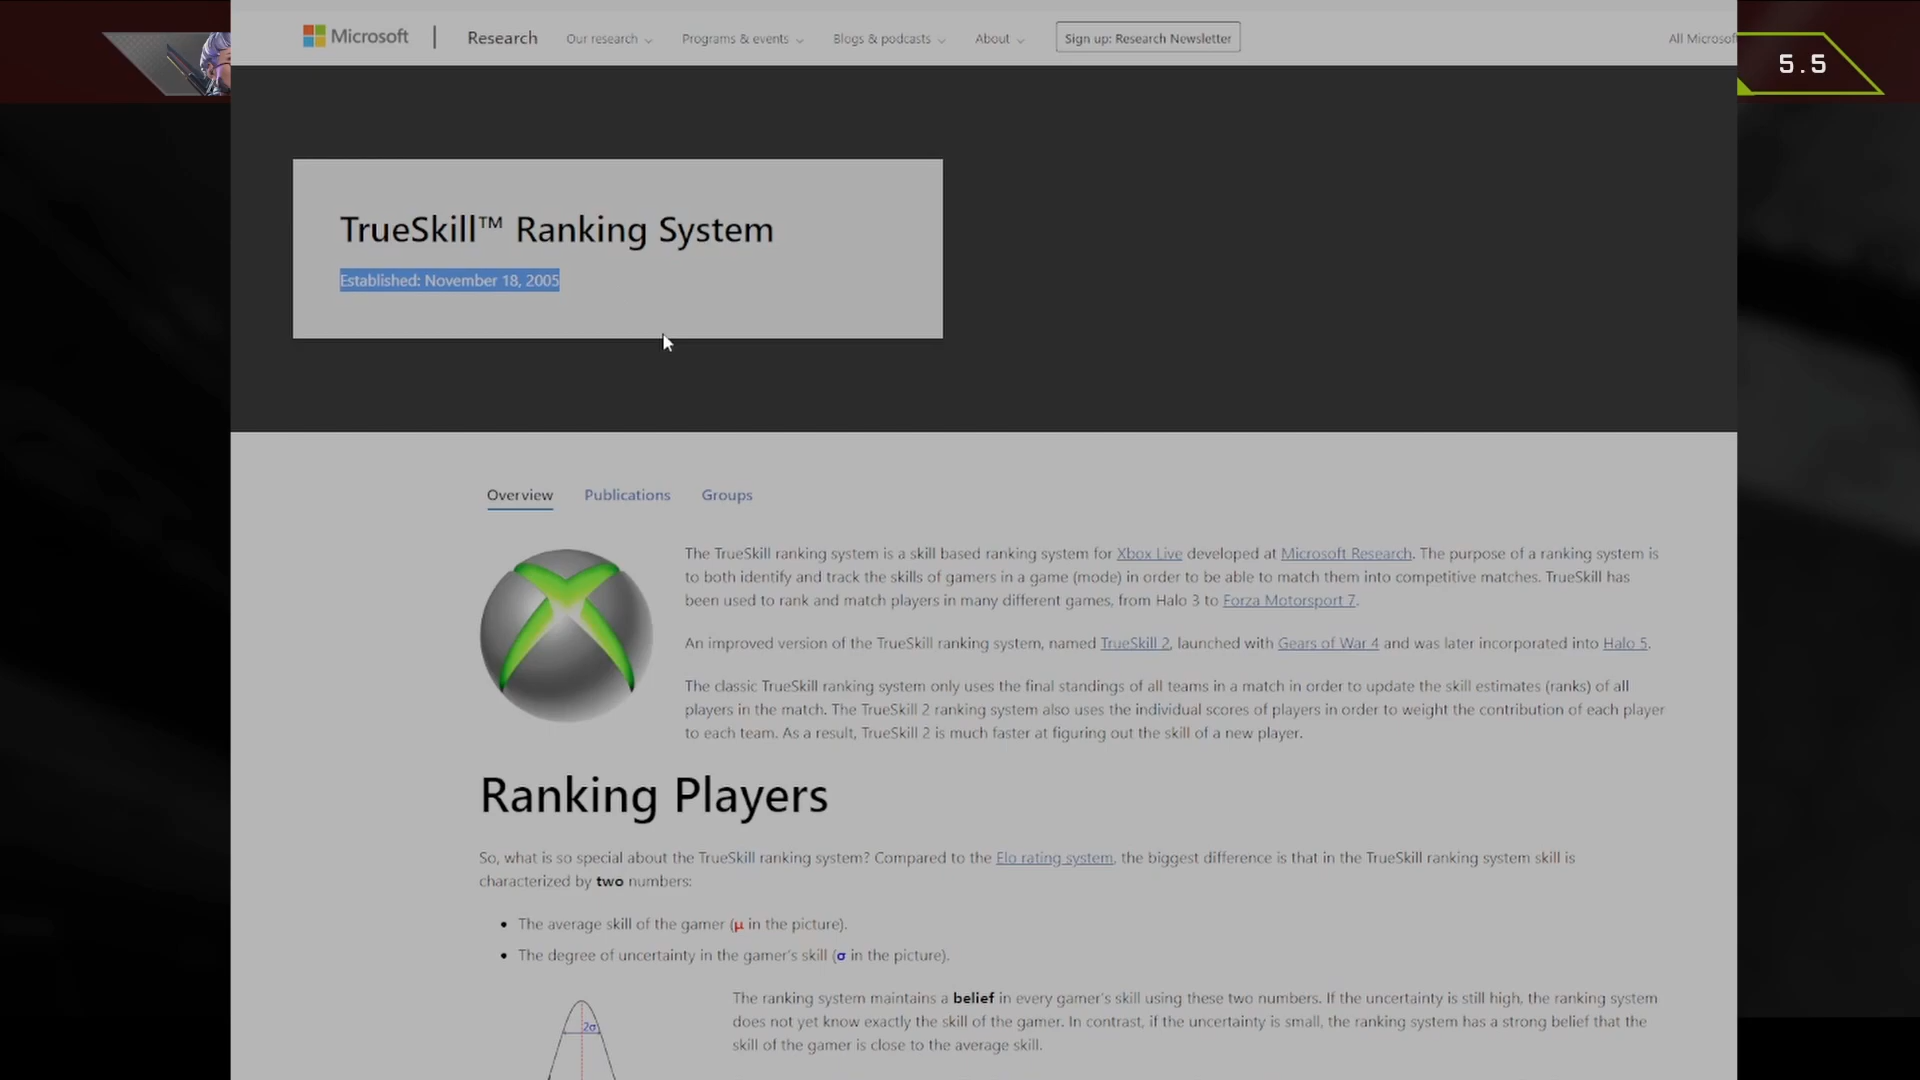 Microsoft | Research Our research Programs & events Blogs & podcasts About Sign up: Research Newsletter All Microsof
5.5
TrueSkill™ Ranking System
Established: November 18, 2005
Overview Publications Groups
The TrueSkill ranking system is a skill based ranking system for Xbox Live developed at Microsoft Research. The purpose of a ranking system is
to both identify and track the skills of gamers in a game (mode) in order to be able to match them into competitive matches. TrueSkill has
been used to rank and match players in many different games, from Halo 3 to Forza Motorsport 7.
An improved version of the TrueSkill ranking system, named TrueSkill 2, launched with Gears of War 4 and was later incorporated into Halo 5.
The classic TrueSkill ranking system only uses the final standings of all teams in a match in order to update the skill estimates (ranks) of all
players in the match. The TrueSkill 2 ranking system also uses the individual scores of players in order to weight the contribution of each player
to each team. As a result, TrueSkill 2 is much faster at figuring out the skill of a new player.
Ranking Players
So, what is so special about the TrueSkill ranking system? Compared to the Elo rating system, the biggest difference is that in the TrueSkill ranking system skill is
characterized by two numbers:
• The average skill of the gamer (μ in the picture).
• The degree of uncertainty in the gamer's skill (σ in the picture).
The ranking system maintains a belief in every gamer's skill using these two numbers. If the uncertainty is still high, the ranking system
does not yet know exactly the skill of the gamer. In contrast, if the uncertainty is small, the ranking system has a strong belief that the
skill of the gamer is close to the average skill.
2σ